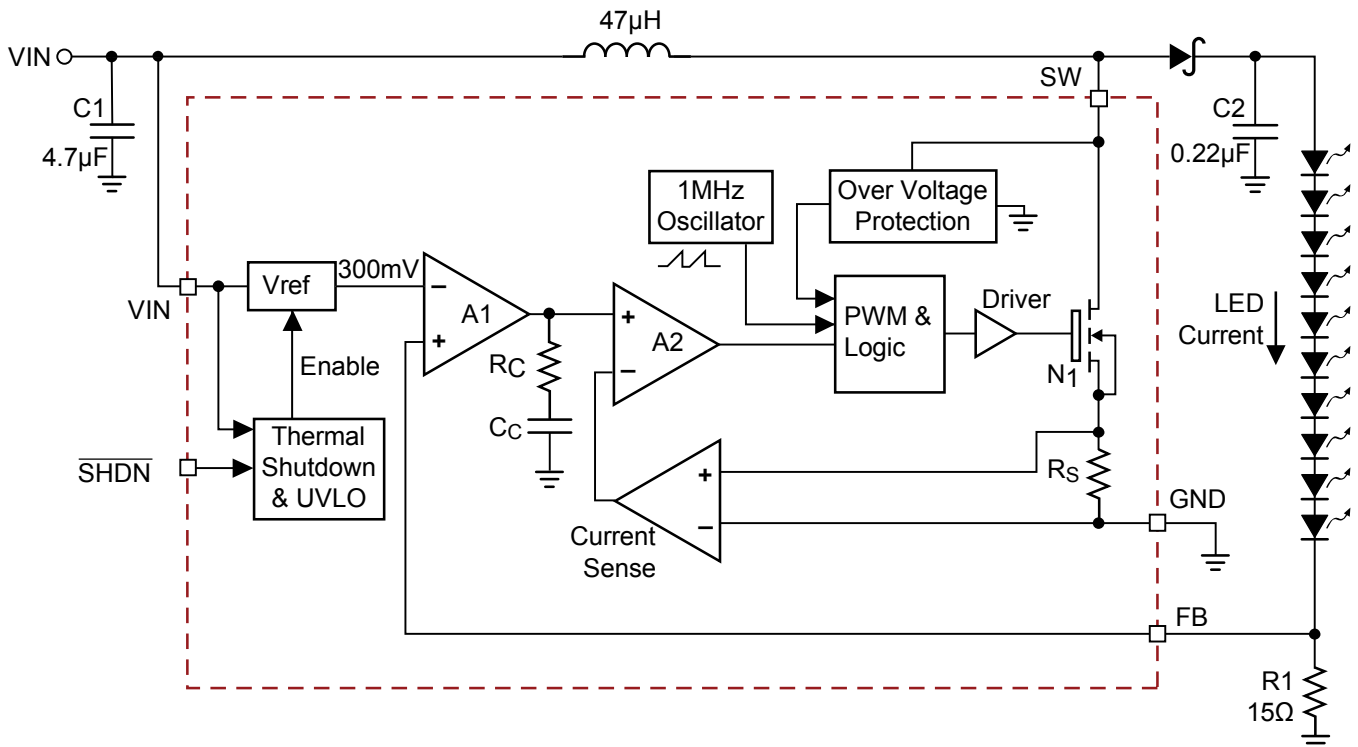 47µH
VIN
SW
C1
4.7µF
C2
0.22µF
1MHz
Oscillator
Over Voltage
Protection
VIN
Vref
300mV
−
+
A1
Enable
RC
CC
+
−
A2
PWM &
Logic
Driver
N1
LED
Current
SHDN
Thermal
Shutdown
& UVLO
+
−
Current
Sense
RS
GND
FB
R1
15Ω